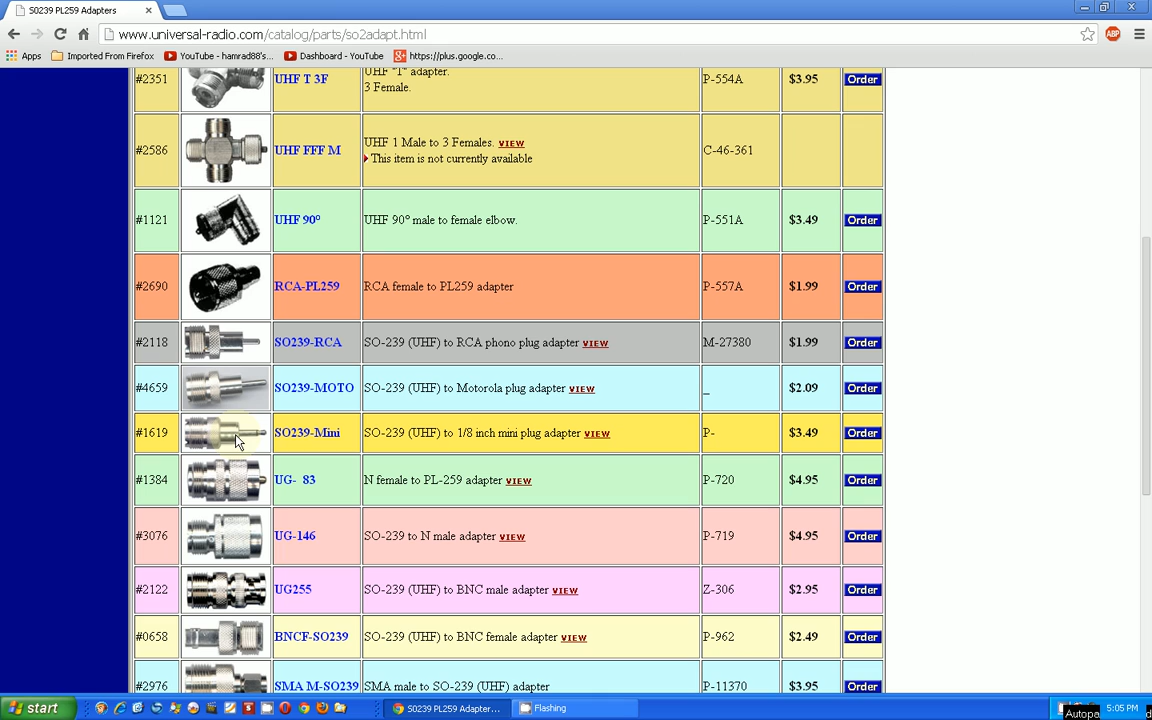 S0239 PL259 Adapters
www.universal-radio.com/catalog/parts/so2adapt.html
Apps Imported From Firefox YouTube - hamrad88's... Dashboard - YouTube https://plus.google.co...
#2351 UHF T 3F UHF "T" adapter. P-554A $3.95 Order
3 Female.
#2586 UHF FFF M UHF 1 Male to 3 Females. VIEW C-46-361
This item is not currently available
#1121 UHF 90º UHF 90º male to female elbow. P-551A $3.49 Order
#2690 RCA-PL259 RCA female to PL259 adapter P-557A $1.99 Order
#2118 SO239-RCA SO-239 (UHF) to RCA phono plug adapter VIEW M-27380 $1.99 Order
#4659 SO239-MOTO SO-239 (UHF) to Motorola plug adapter VIEW _ $2.09 Order
#1619 SO239-Mini SO-239 (UHF) to 1/8 inch mini plug adapter VIEW P- $3.49 Order
#1384 UG- 83 N female to PL-259 adapter VIEW P-720 $4.95 Order
#3076 UG-146 SO-239 to N male adapter VIEW P-719 $4.95 Order
#2122 UG255 SO-239 (UHF) to BNC male adapter VIEW Z-306 $2.95 Order
#0658 BNCF-SO239 SO-239 (UHF) to BNC female adapter VIEW P-962 $2.49 Order
#2976 SMA M-SO239 SMA male to SO-239 (UHF) adapter P-11370 $3.95 Order
start S0239 PL259 Adapter... Flashing 5:05 PM